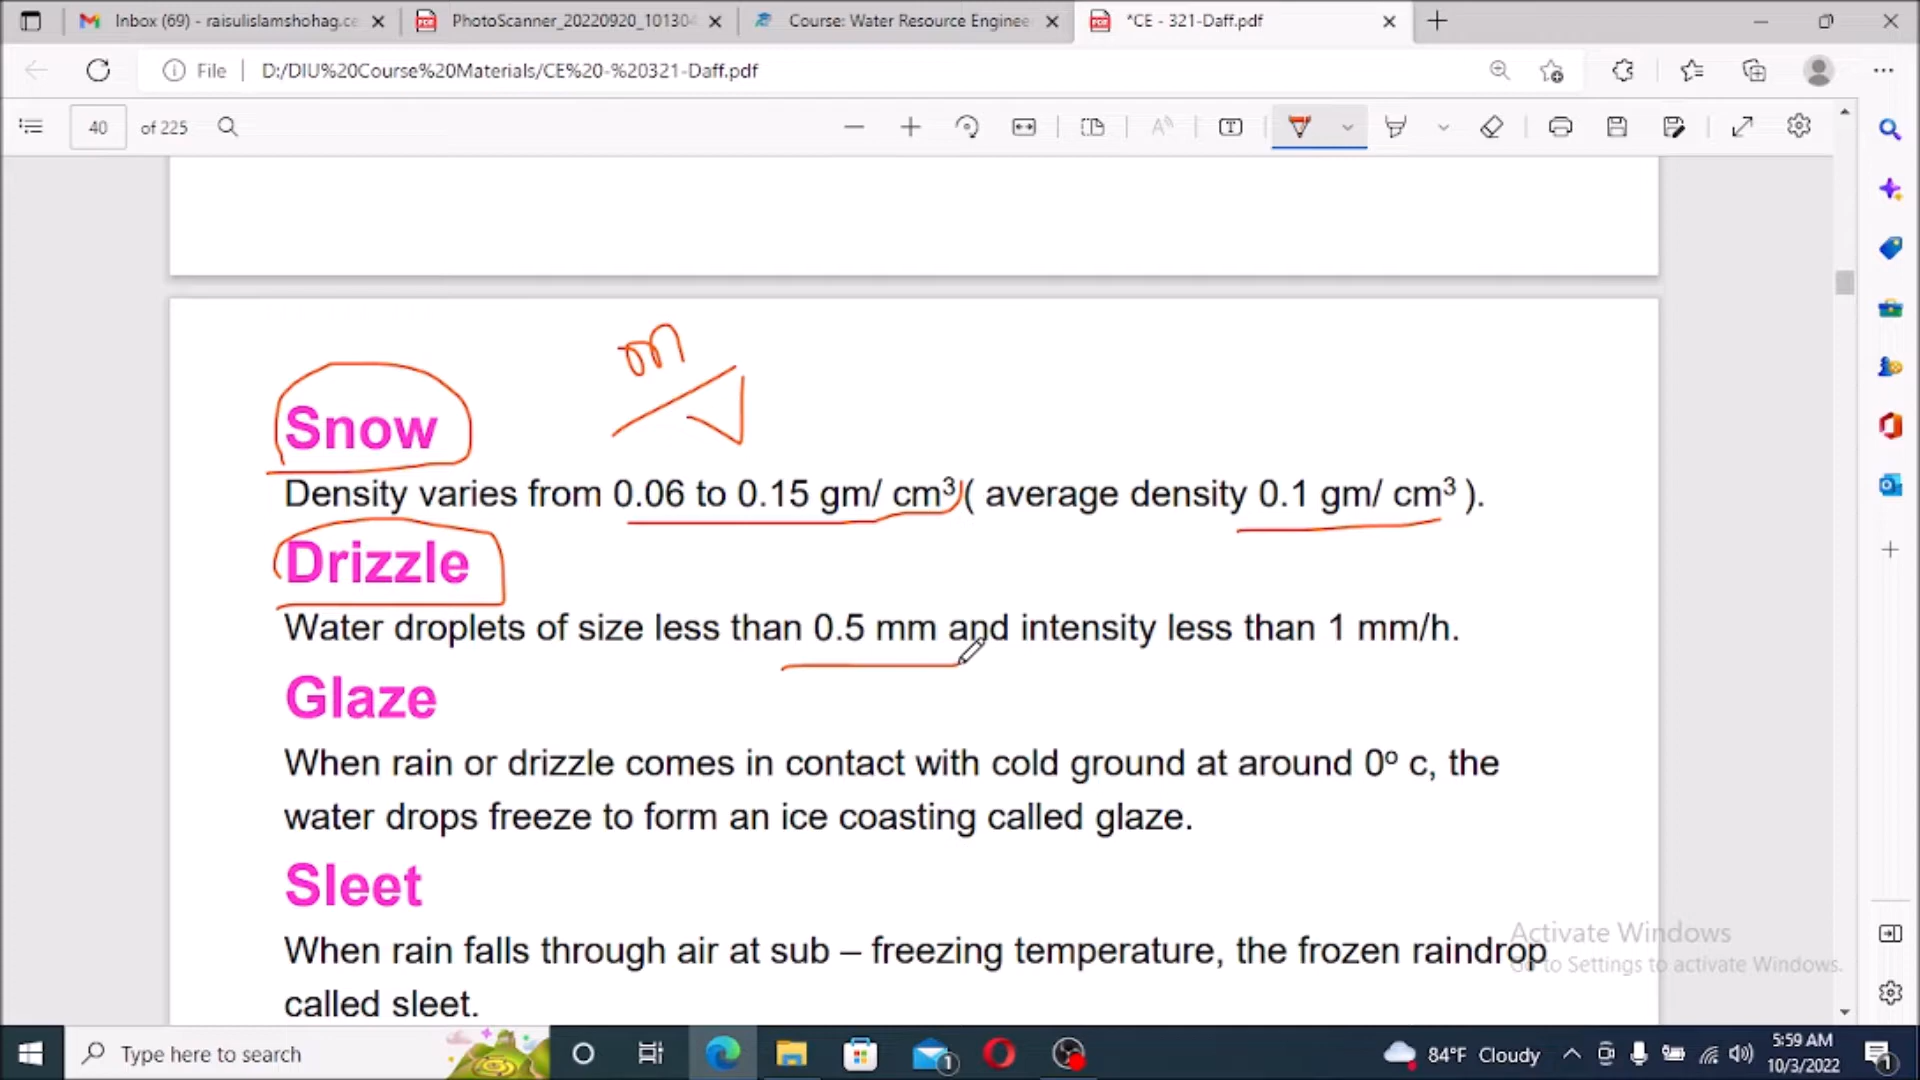 Inbox (69) - raisulislamshohag.ce
PhotoScanner_20220920_101304
Course: Water Resource Enginee
*CE - 321-Daff.pdf
File
D:/DIU%20Course%20Materials/CE%20-%20321-Daff.pdf
40 of 225
m
V
Snow
Density varies from 0.06 to 0.15 gm/ cm³ ( average density 0.1 gm/ cm³ ).
Drizzle
Water droplets of size less than 0.5 mm and intensity less than 1 mm/h.
Glaze
When rain or drizzle comes in contact with cold ground at around 0º c, the
water drops freeze to form an ice coasting called glaze.
Sleet
When rain falls through air at sub – freezing temperature, the frozen raindrop
called sleet.
Activate Windows
Go to Settings to activate Windows.
Type here to search
1
84°F Cloudy
5:59 AM
10/3/2022
1